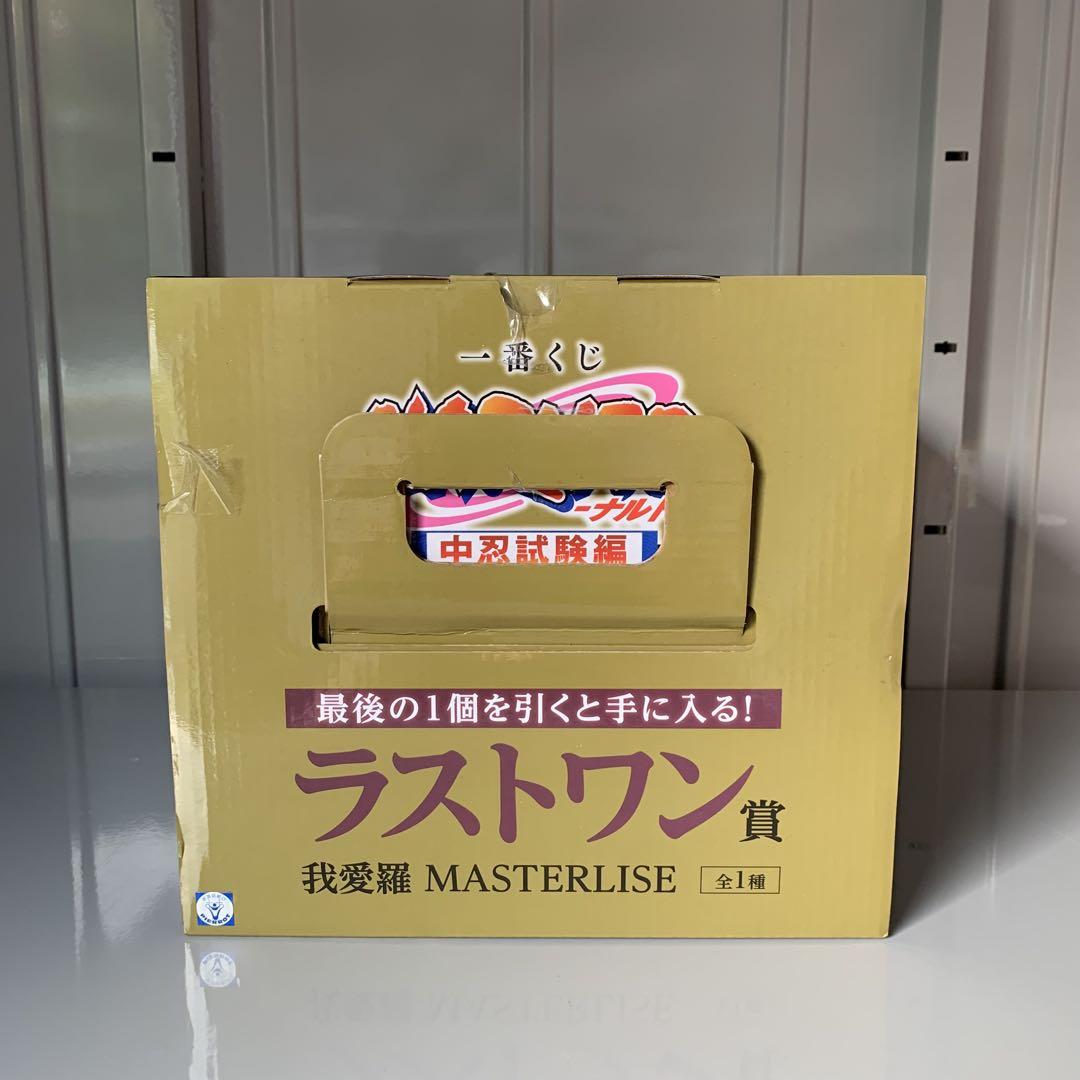 一番くじ
ーナルト
中忍試験編
最後の1個を引くと手に入る!
ラストワン賞
我愛羅 MASTERLISE 全1種
PIERROT